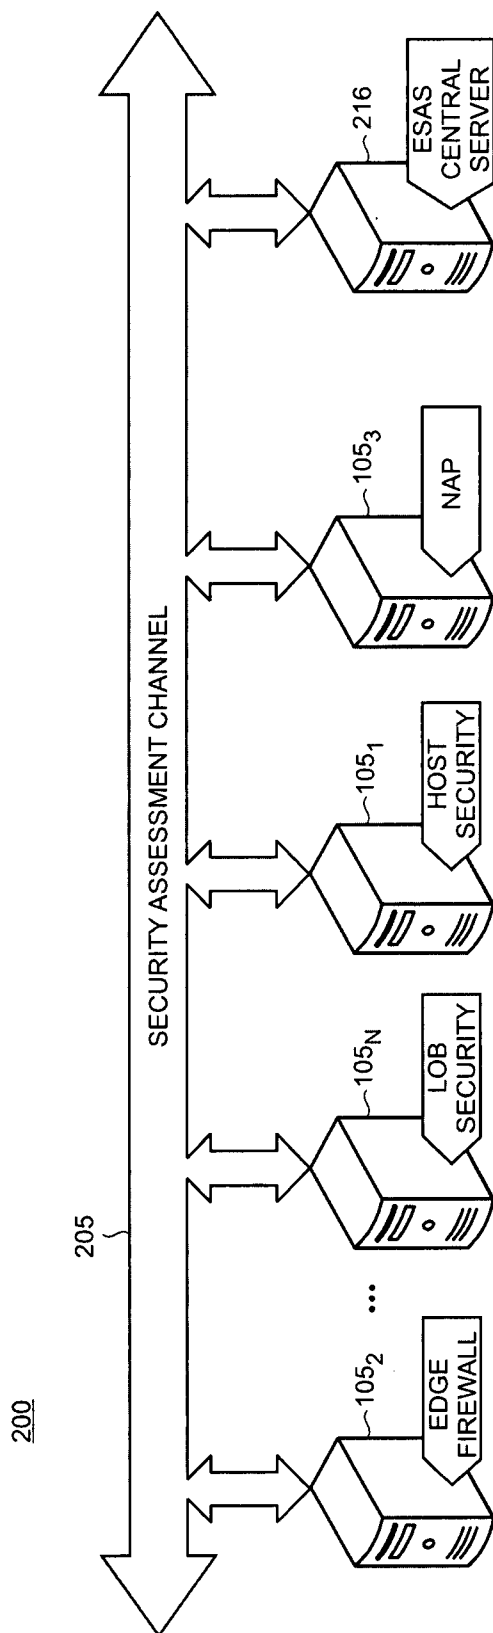 200
205
SECURITY ASSESSMENT CHANNEL
105₂
EDGE
FIREWALL
...
105N
LOB
SECURITY
105₁
HOST
SECURITY
105₃
NAP
216
ESAS
CENTRAL
SERVER